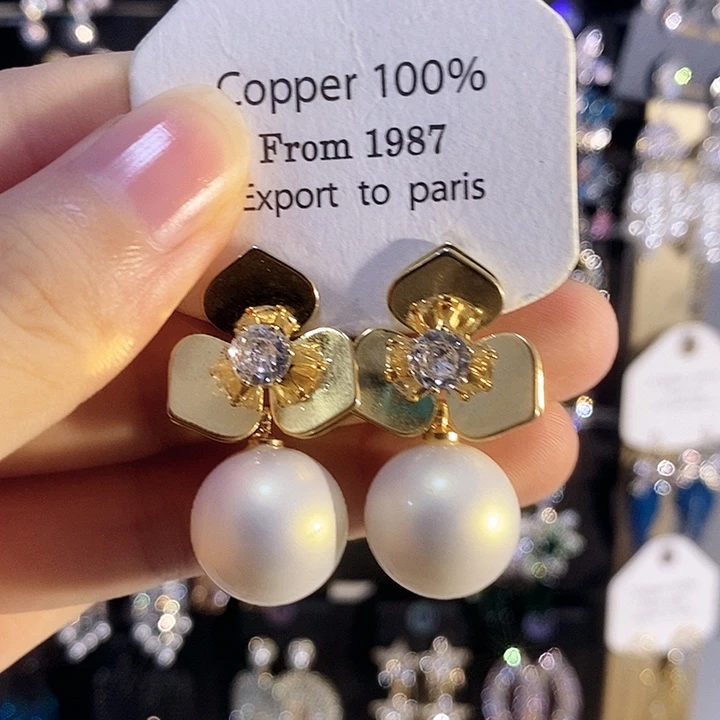 Copper 100%
From 1987
Export to paris